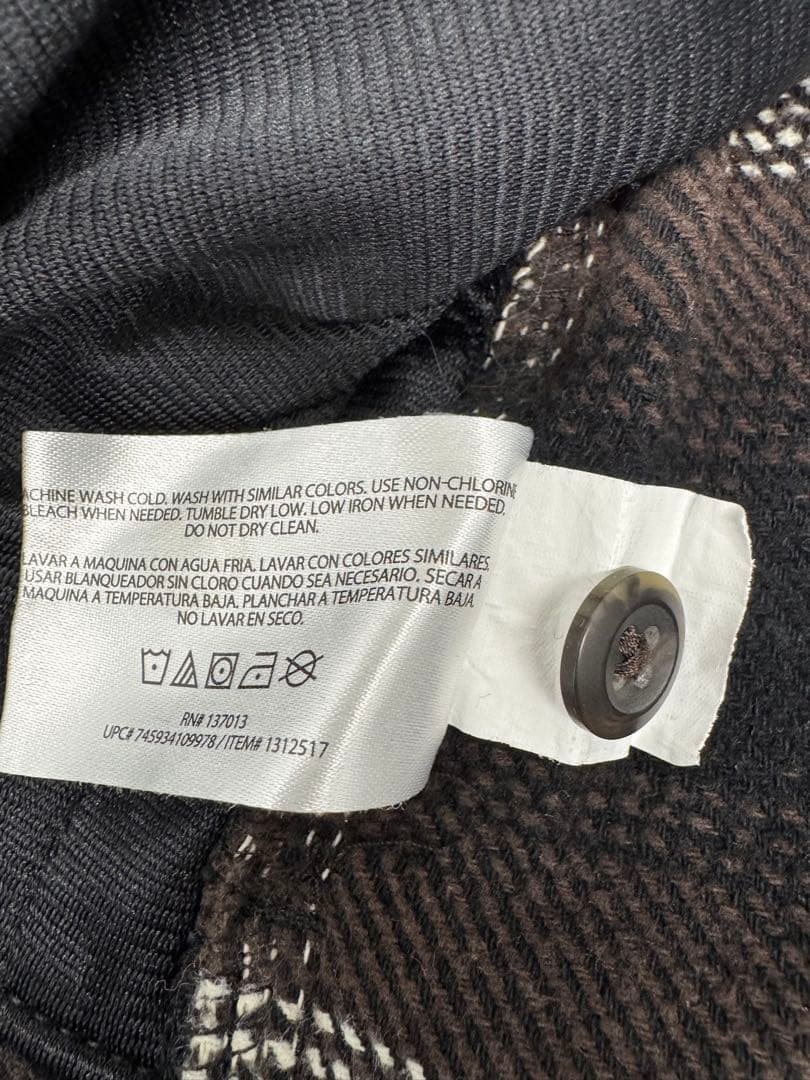 ACHINE WASH COLD. WASH WITH SIMILAR COLORS. USE NON-CHLORINE
BLEACH WHEN NEEDED. TUMBLE DRY LOW. LOW IRON WHEN NEEDED.
DO NOT DRY CLEAN.
LAVAR A MAQUINA CON AGUA FRIA. LAVAR CON COLORES SIMILARES.
USAR BLANQUEADOR SIN CLORO CUANDO SEA NECESARIO. SECAR A
MAQUINA A TEMPERATURA BAJA. PLANCHAR A TEMPERATURA BAJA.
NO LAVAR EN SECO.
RN# 137013
UPC# 745934109978 / ITEM# 1312517